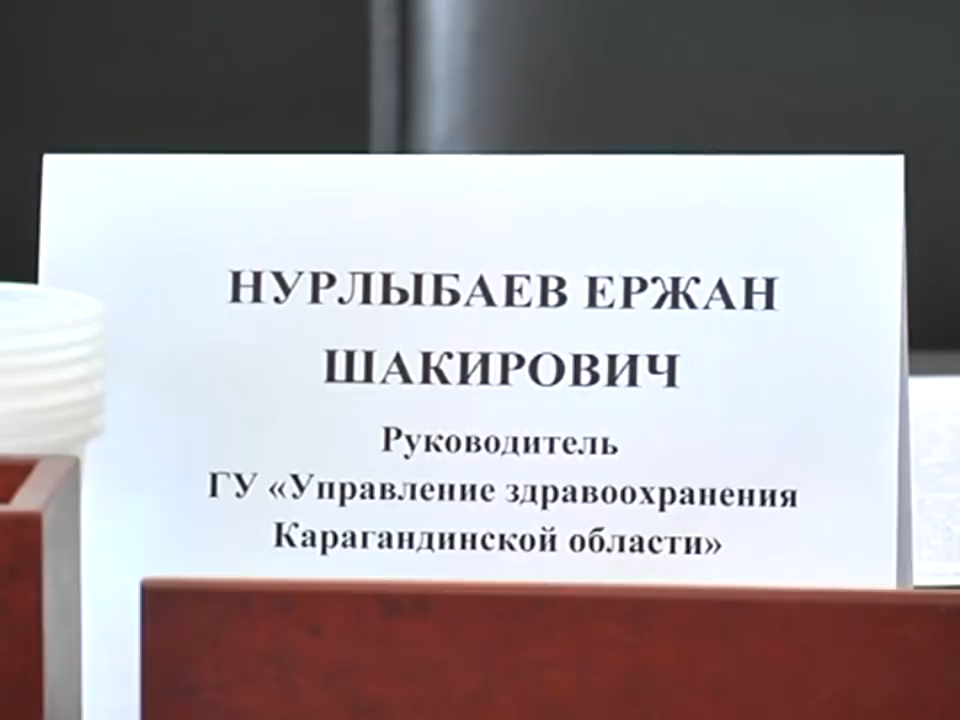 НУРЛЫБАЕВ ЕРЖАН
ШАКИРОВИЧ
Руководитель
ГУ «Управление здравоохранения
Карагандинской области»